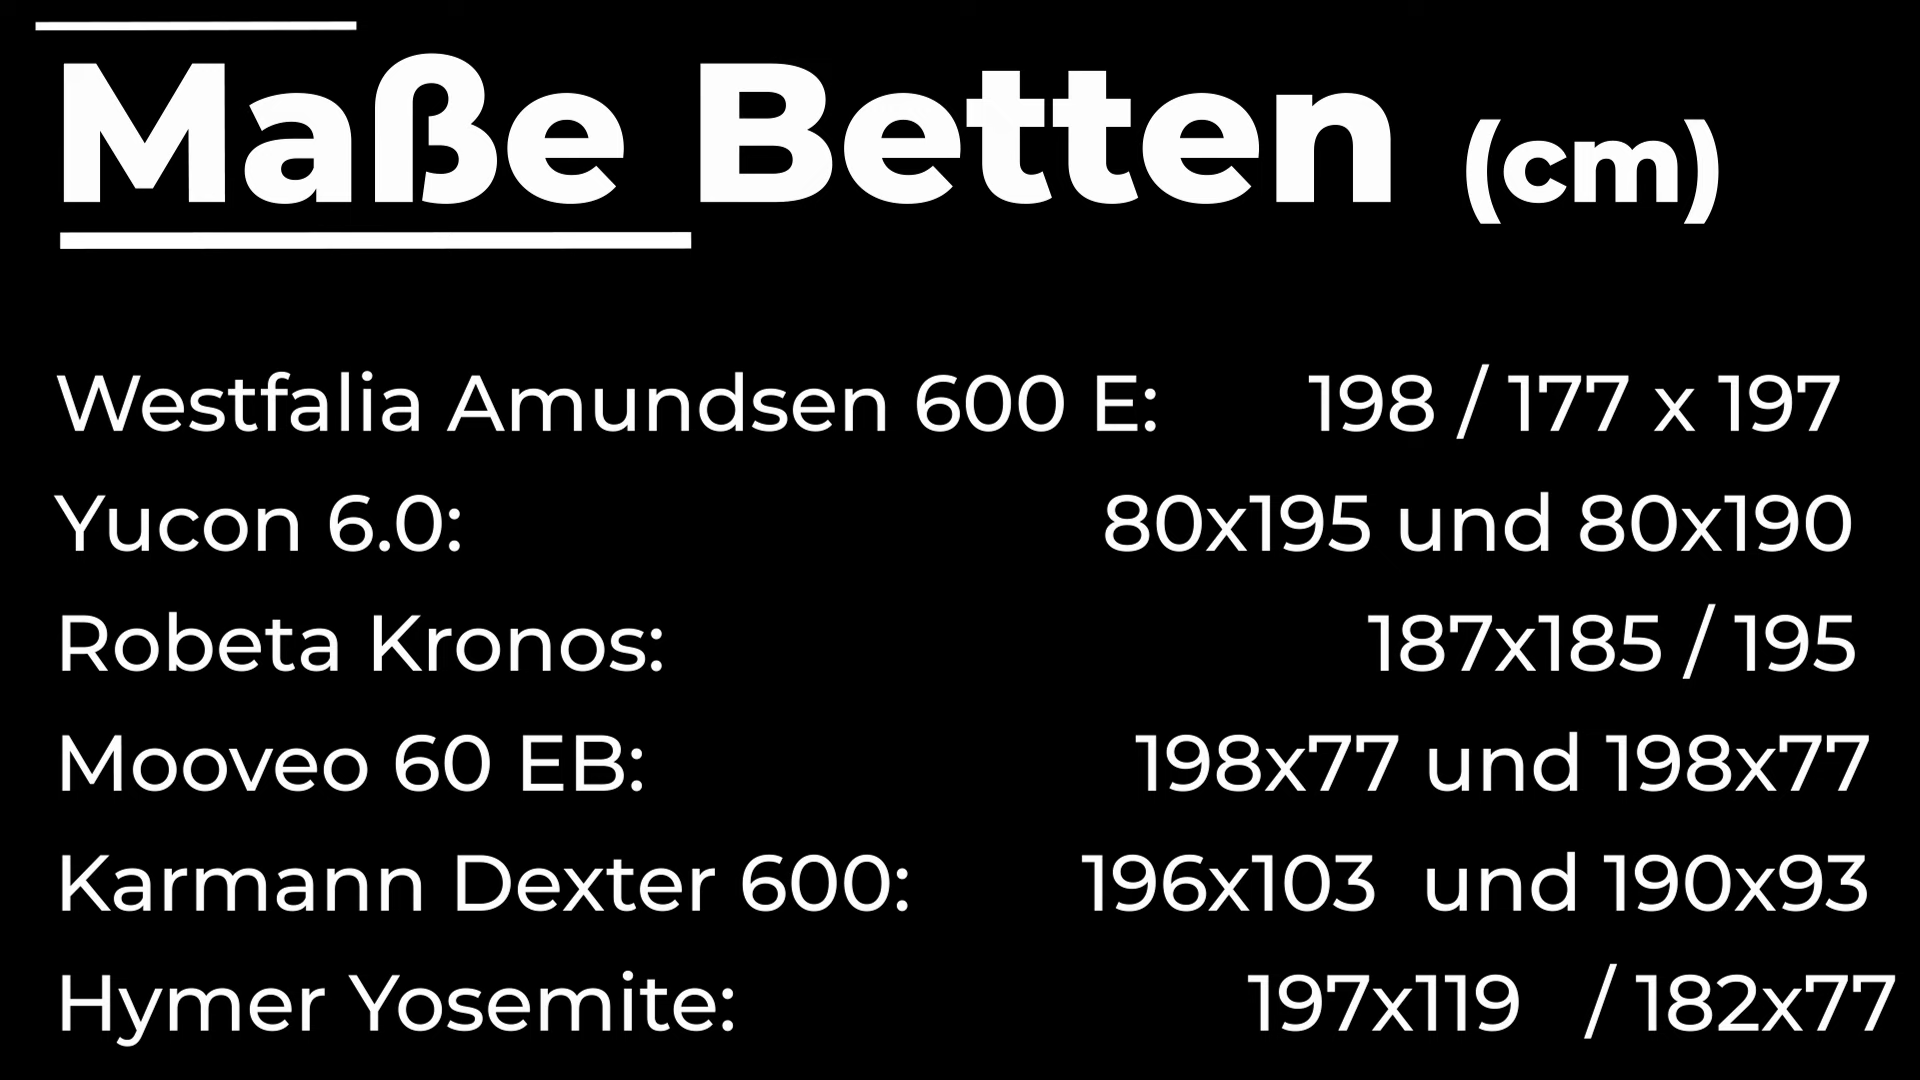 Maße Betten (cm)
Westfalia Amundsen 600 E: 198 / 177 x 197
Yucon 6.0: 80x195 und 80x190
Robeta Kronos: 187x185 / 195
Mooveo 60 EB: 198x77 und 198x77
Karmann Dexter 600: 196x103 und 190x93
Hymer Yosemite: 197x119 / 182x77